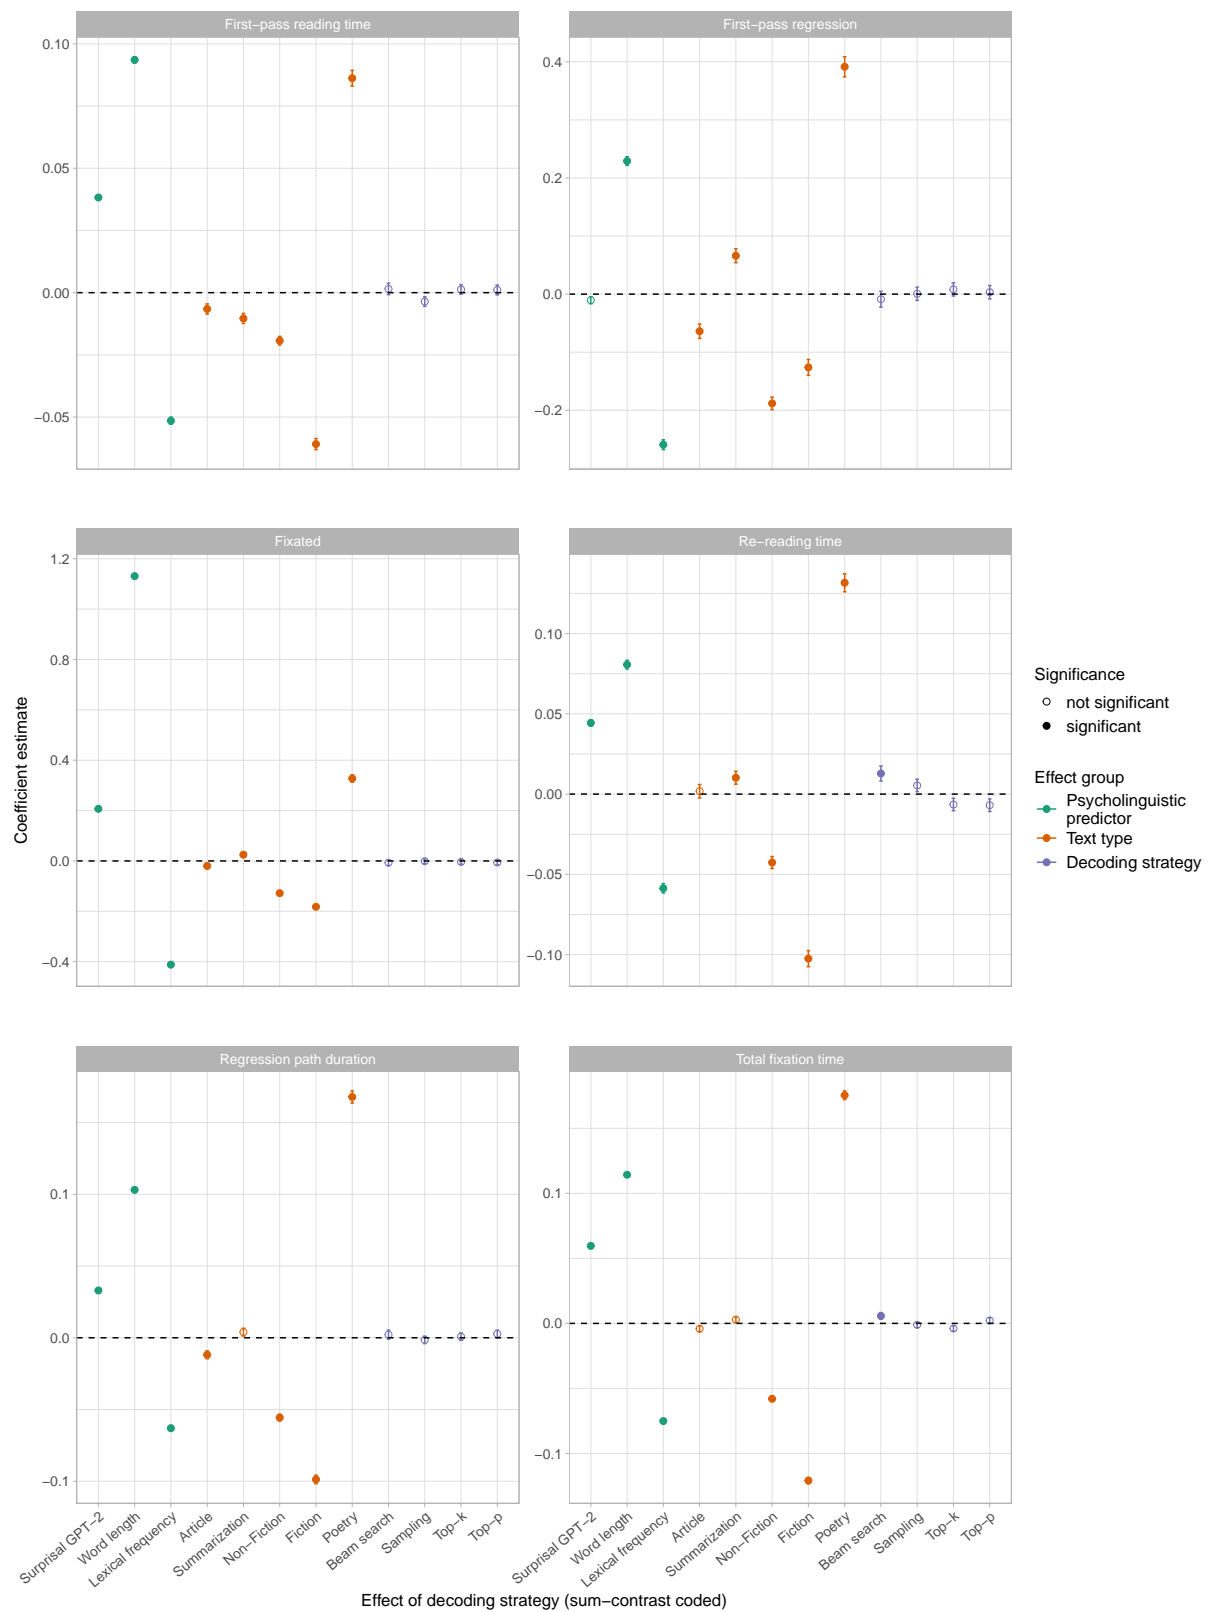 First−pass reading time
First−pass regression
0.10
0.05
0.00
−0.05
0.4
0.2
0.0
−0.2
Fixated
Re−reading time
1.2
0.8
0.4
0.0
−0.4
0.10
0.05
0.00
−0.05
−0.10
Coefficient estimate
Regression path duration
Total fixation time
0.1
0.0
−0.1
0.1
0.0
−0.1
Surprisal GPT−2
Word length
Lexical frequency
Article
Summarization
Non−Fiction
Fiction
Poetry
Beam search
Sampling
Top−k
Top−p
Surprisal GPT−2
Word length
Lexical frequency
Article
Summarization
Non−Fiction
Fiction
Poetry
Beam search
Sampling
Top−k
Top−p
Effect of decoding strategy (sum−contrast coded)
Significance
not significant
significant
Effect group
Psycholinguistic
predictor
Text type
Decoding strategy